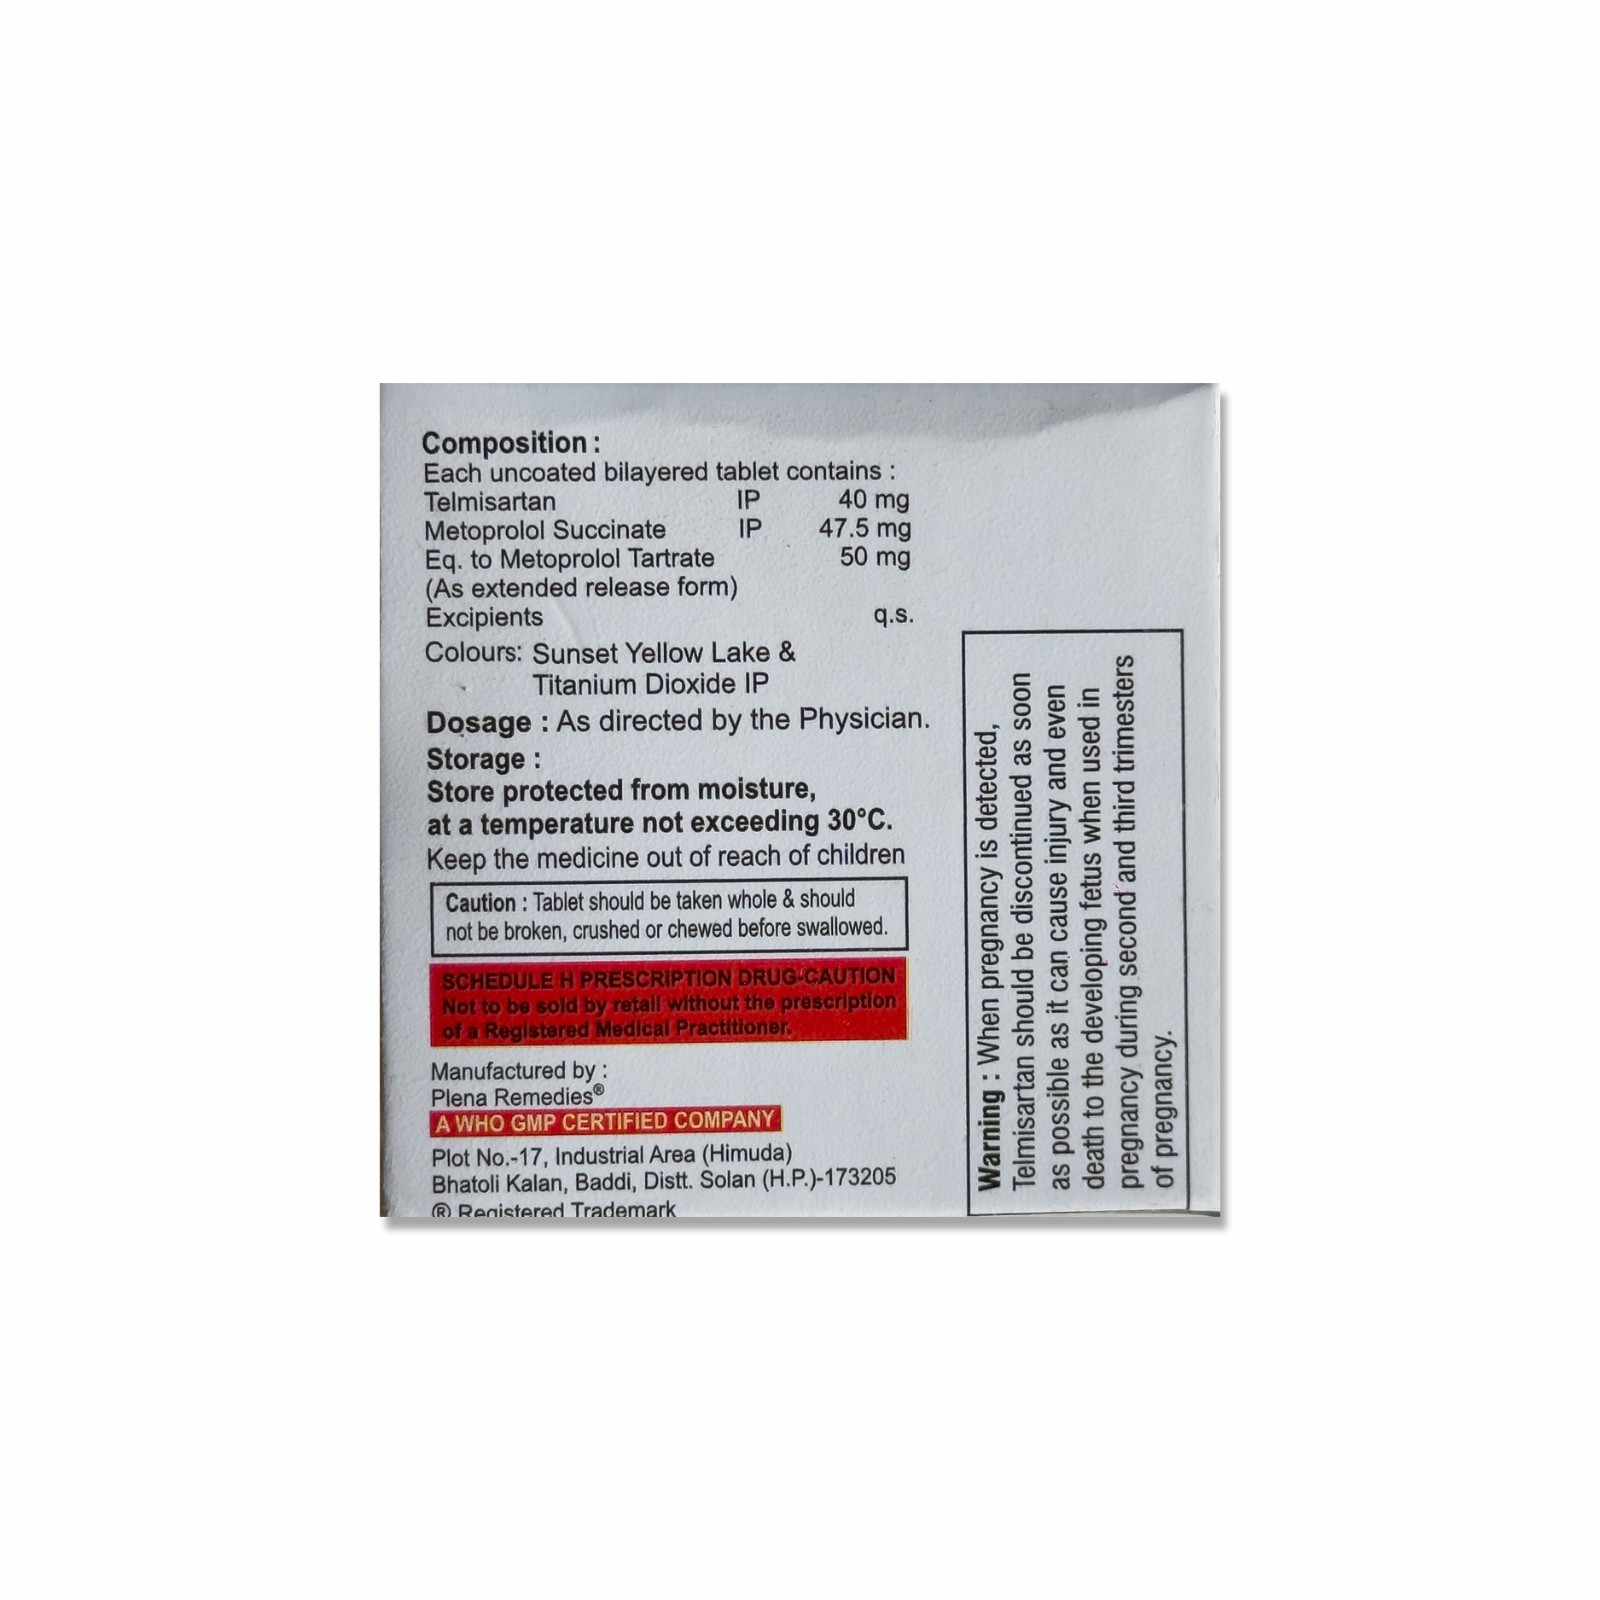 Composition :
Each uncoated bilayered tablet contains :
Telmisartan IP 40 mg
Metoprolol Succinate IP 47.5 mg
Eq. to Metoprolol Tartrate 50 mg
(As extended release form)
Excipients q.s.
Colours: Sunset Yellow Lake &
Titanium Dioxide IP
Dosage : As directed by the Physician.
Storage :
Store protected from moisture,
at a temperature not exceeding 30°C.
Keep the medicine out of reach of children
Caution : Tablet should be taken whole & should
not be broken, crushed or chewed before swallowed.
SCHEDULE H PRESCRIPTION DRUG-CAUTION
Not to be sold by retail without the prescription
of a Registered Medical Practitioner.
Manufactured by :
Plena Remedies®
A WHO GMP CERTIFIED COMPANY
Plot No.-17, Industrial Area (Himuda)
Bhatoli Kalan, Baddi, Distt. Solan (H.P.)-173205
® Registered Trademark
Warning : When pregnancy is detected,
Telmisartan should be discontinued as soon
as possible as it can cause injury and even
death to the developing fetus when used in
pregnancy during second and third trimesters
of pregnancy.